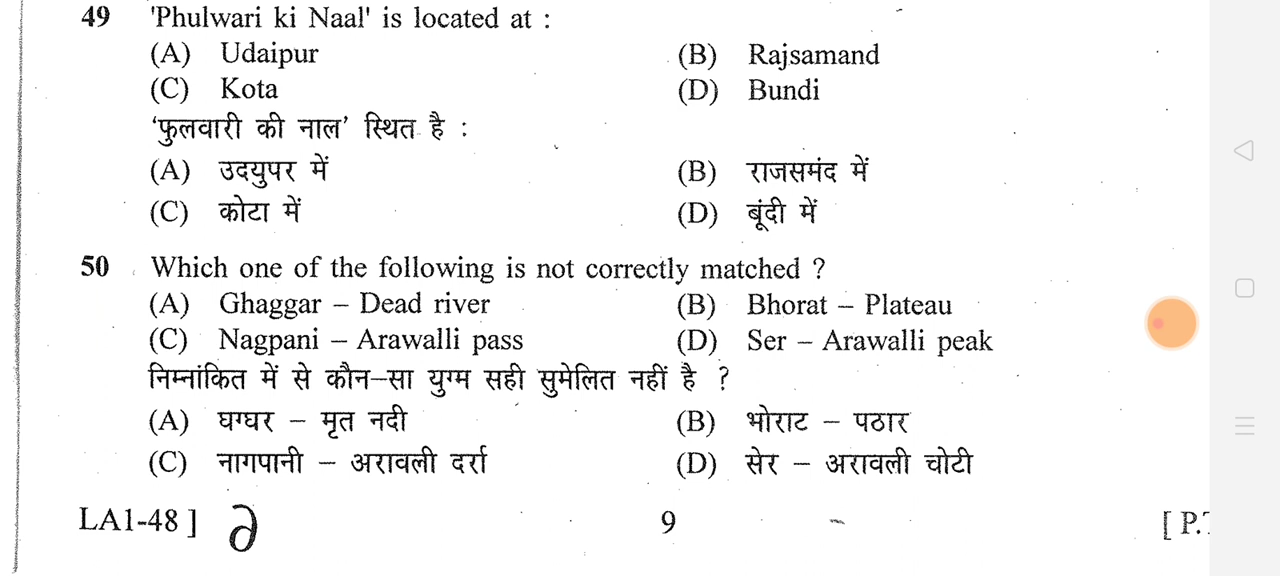 49 'Phulwari ki Naal' is located at :
(A) Udaipur (B) Rajsamand
(C) Kota (D) Bundi
'फुलवारी की नाल' स्थित है :
(A) उदयुपर में (B) राजसमंद में
(C) कोटा में (D) बूंदी में
50 Which one of the following is not correctly matched ?
(A) Ghaggar – Dead river (B) Bhorat – Plateau
(C) Nagpani – Arawalli pass (D) Ser – Arawalli peak
निम्नांकित में से कौन-सा युग्म सही सुमेलित नहीं है ?
(A) घग्घर – मृत नदी (B) भोराट – पठार
(C) नागपानी – अरावली दर्रा (D) सेर – अरावली चोटी
LA1-48 ] 9 [ P.